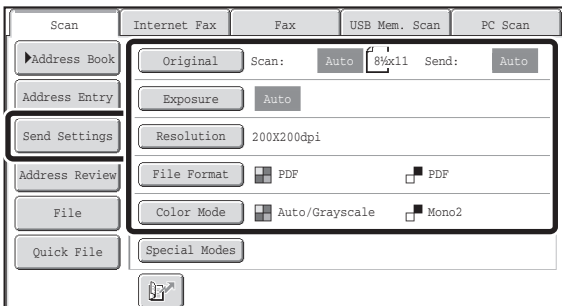 Scan Internet Fax Fax USB Mem. Scan PC Scan
Address Book Original Scan: Auto 8½x11 Send: Auto
Address Entry Exposure Auto
Send Settings Resolution 200X200dpi
Address Review File Format PDF PDF
File Color Mode Auto/Grayscale Mono2
Quick File Special Modes